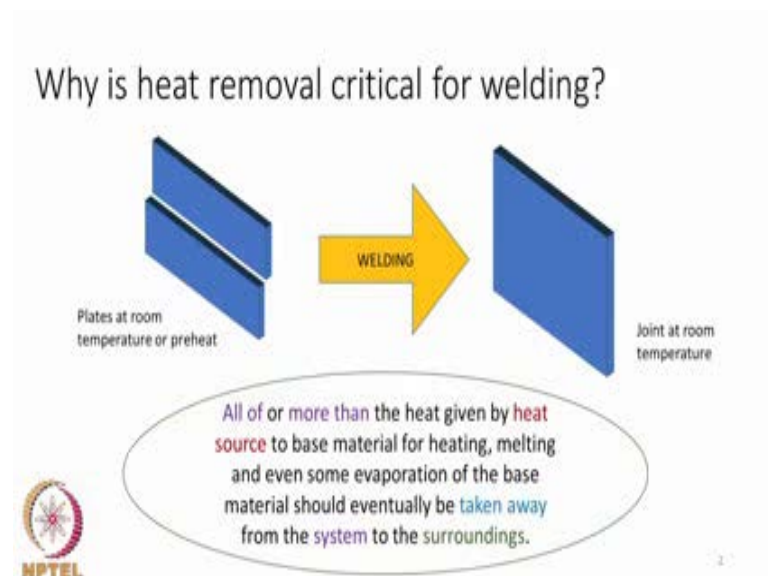 Why is heat removal critical for welding?
WELDING
Plates at room
temperature or preheat
Joint at room
temperature
All of or more than the heat given by heat
source to base material for heating, melting
and even some evaporation of the base
material should eventually be taken away
from the system to the surroundings.
NPTEL
2